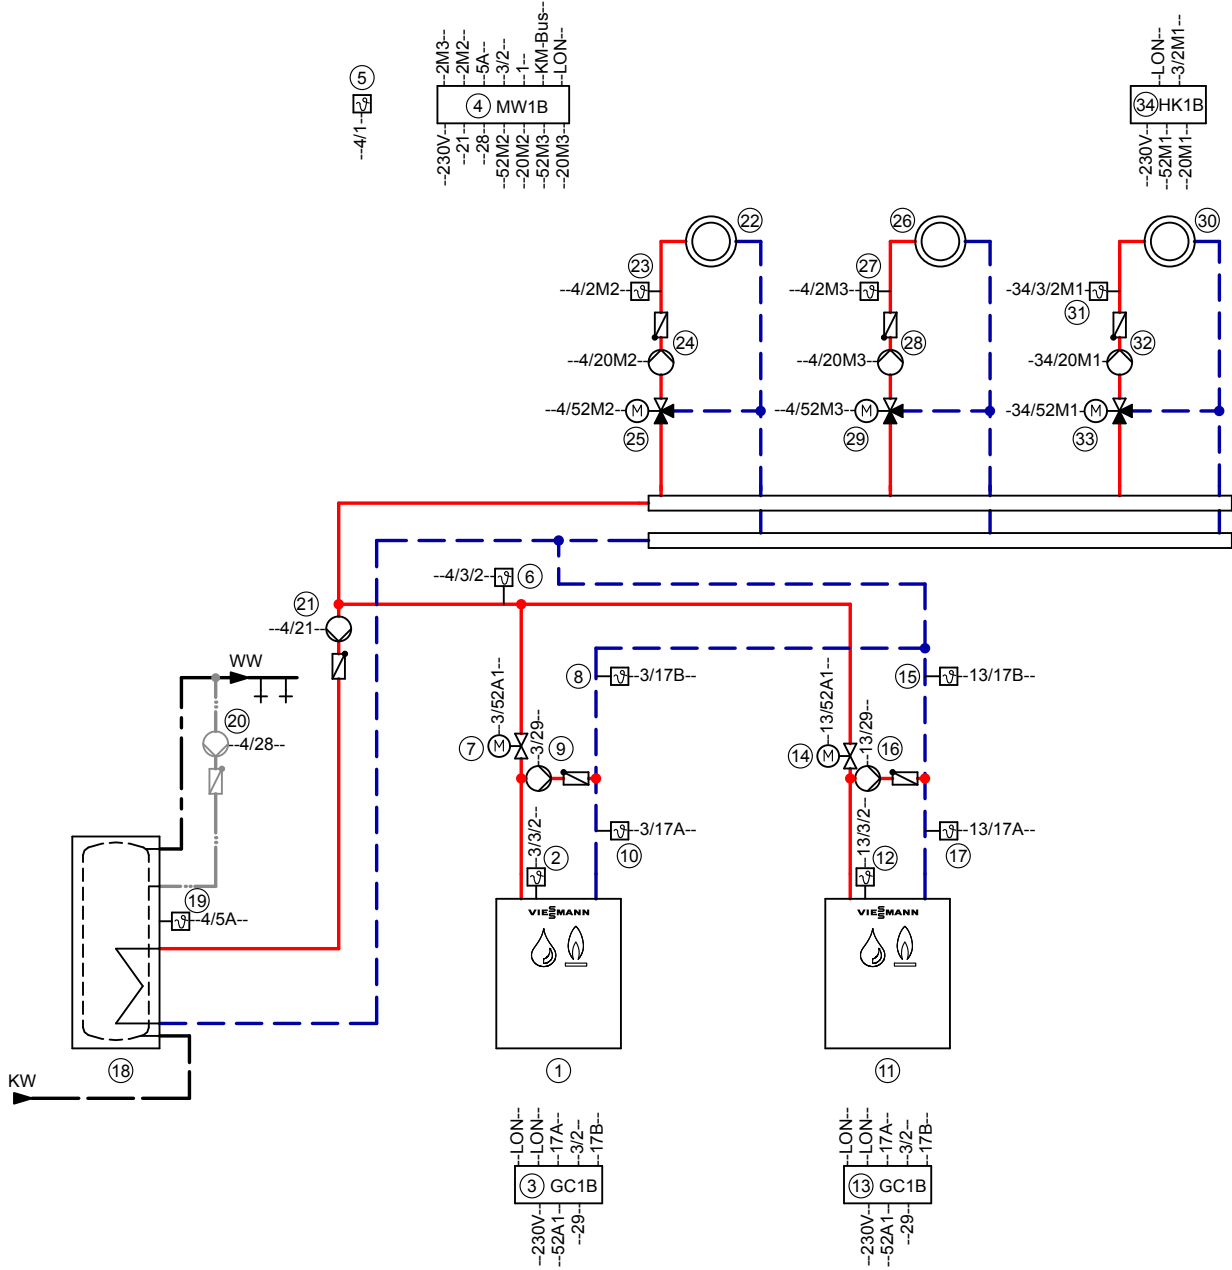 2M3--
2M2--
5A--
3/2--
1--
KM-Bus--
LON--
5
--4/1--
4 MW1B
--230V--
--21--
--28--
--52M2--
--20M2--
--52M3--
--20M3--
LON--
3/2M1--
34 HK1B
--230V--
--52M1--
--20M1--
22
26
30
23
27
--4/2M2--
--4/2M3--
-34/3/2M1-
31
24
28
32
--4/20M2--
--4/20M3--
-34/20M1-
--4/52M2-- M
--4/52M3-- M
-34/52M1- M
25
29
33
--4/3/2-- 6
21
--4/21--
WW
20
--4/28--
3/52A1--
8 --3/17B--
13/52A1--
15 --13/17B--
7 M
3/29--
9
14 M
13/29--
16
--3/17A--
10
--13/17A--
17
3/3/2--
2
13/3/2--
12
19
--4/5A--
VIESSMANN
VIESSMANN
18
KW
1
11
LON--
LON--
17A--
3/2--
17B--
3 GC1B
--230V--
--52A1--
--29--
LON--
LON--
17A--
3/2--
17B--
13 GC1B
--230V--
--52A1--
--29--